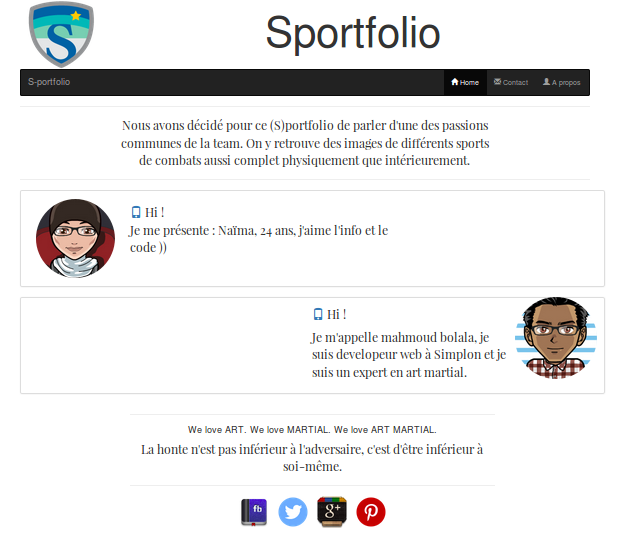 S
Sportfolio
S-portfolio
Home
Contact
A propos
Nous avons décidé pour ce (S)portfolio de parler d'une des passions
communes de la team. On y retrouve des images de différents sports
de combats aussi complet physiquement que intérieurement.
Hi !
Je me présente : Naïma, 24 ans, j'aime l'info et le
code ))
Hi !
Je m'appelle mahmoud bolala, je
suis developeur web à Simplon et je
suis un expert en art martial.
We love ART. We love MARTIAL. We love ART MARTIAL.
La honte n'est pas inférieur à l'adversaire, c'est d'être inférieur à
soi-même.
fb
g+